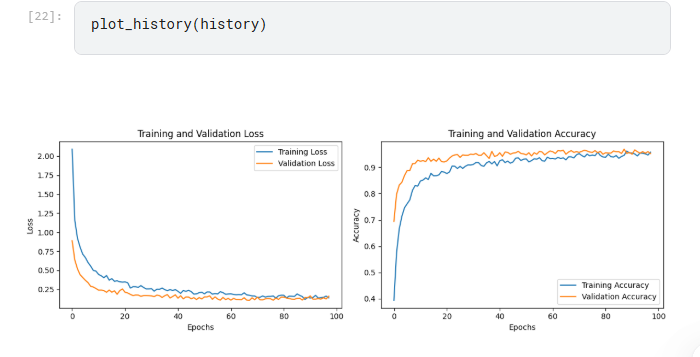 [22]:
plot_history(history)
Training and Validation Loss
Training Loss
Validation Loss
2.00
1.75
1.50
1.25
1.00
0.75
0.50
0.25
Loss
0
20
40
60
80
100
Epochs
Training and Validation Accuracy
0.9
0.8
0.7
0.6
0.5
0.4
Accuracy
Training Accuracy
Validation Accuracy
0
20
40
60
80
100
Epochs